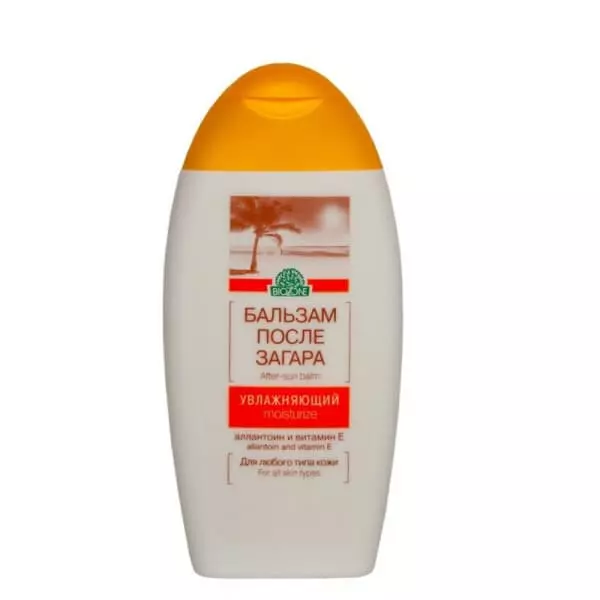 BIOZONE
БАЛЬЗАМ
ПОСЛЕ
ЗАГАРА
After-sun balm
УВЛАЖНЯЮЩИЙ
moisturize
аллантоин и витамин Е
allantoin and vitamin E
Для любого типа кожи
For all skin types